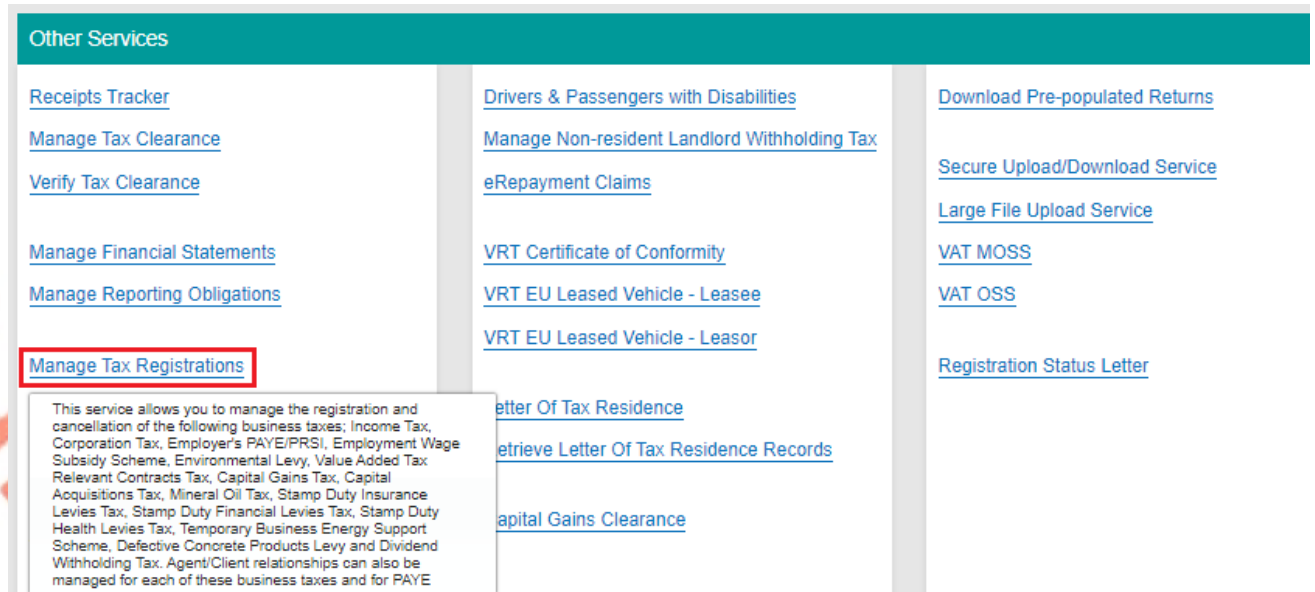 Other Services
Receipts Tracker
Manage Tax Clearance
Verify Tax Clearance
Manage Financial Statements
Manage Reporting Obligations
Manage Tax Registrations
This service allows you to manage the registration and
cancellation of the following business taxes; Income Tax,
Corporation Tax, Employer's PAYE/PRSI, Employment Wage
Subsidy Scheme, Environmental Levy, Value Added Tax
Relevant Contracts Tax, Capital Gains Tax, Capital
Acquisitions Tax, Mineral Oil Tax, Stamp Duty Insurance
Levies Tax, Stamp Duty Financial Levies Tax, Stamp Duty
Health Levies Tax, Temporary Business Energy Support
Scheme, Defective Concrete Products Levy and Dividend
Withholding Tax. Agent/Client relationships can also be
managed for each of these business taxes and for PAYE
Drivers & Passengers with Disabilities
Manage Non-resident Landlord Withholding Tax
eRepayment Claims
VRT Certificate of Conformity
VRT EU Leased Vehicle - Leasee
VRT EU Leased Vehicle - Leasor
etter Of Tax Residence
etrieve Letter Of Tax Residence Records
apital Gains Clearance
Download Pre-populated Returns
Secure Upload/Download Service
Large File Upload Service
VAT MOSS
VAT OSS
Registration Status Letter